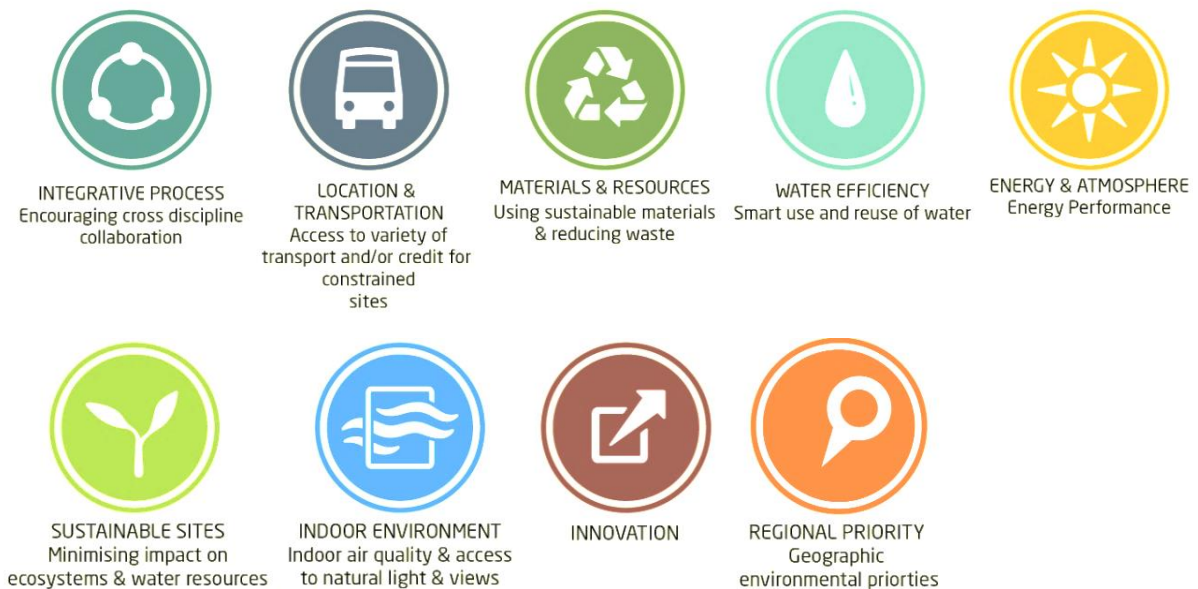 INTEGRATIVE PROCESS
Encouraging cross discipline
collaboration
LOCATION &
TRANSPORTATION
Access to variety of
transport and/or credit for
constrained
sites
MATERIALS & RESOURCES
Using sustainable materials
& reducing waste
WATER EFFICIENCY
Smart use and reuse of water
ENERGY & ATMOSPHERE
Energy Performance
SUSTAINABLE SITES
Minimising impact on
ecosystems & water resources
INDOOR ENVIRONMENT
Indoor air quality & access
to natural light & views
INNOVATION
REGIONAL PRIORITY
Geographic
environmental priorties